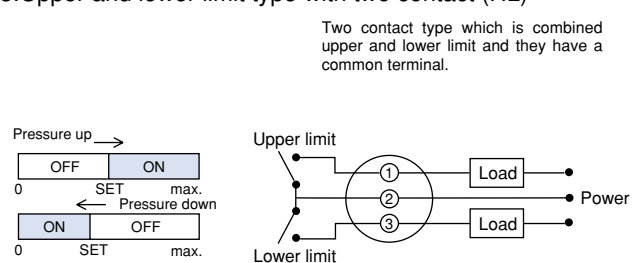 Upper and lower limit type with two contact
Two contact type which is combined
upper and lower limit and they have a
common terminal.
Pressure up
OFF ON
0 SET max.
Pressure down
ON OFF
0 SET max.
Upper limit
1 Load
2 Power
3 Load
Lower limit